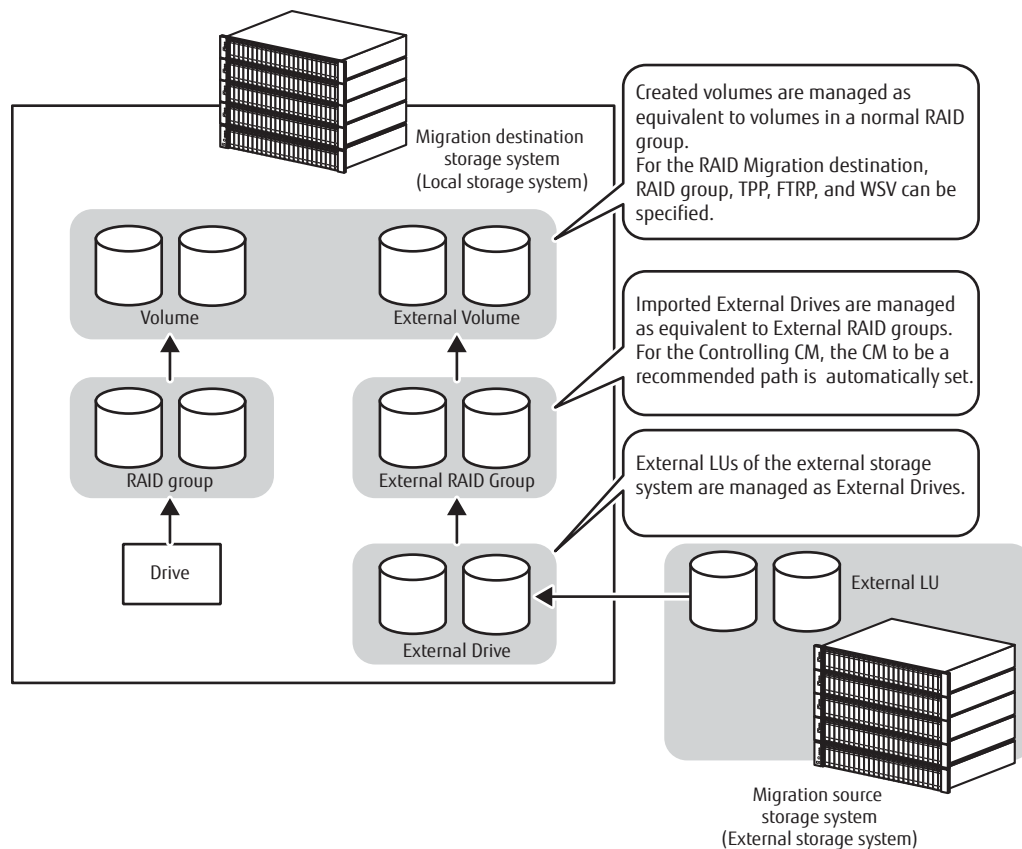 Migration destination
storage system
(Local storage system)
Created volumes are managed as
equivalent to volumes in a normal RAID
group.
For the RAID Migration destination,
RAID group, TPP, FTRP, and WSV can be
specified.
Volume
External Volume
Imported External Drives are managed
as equivalent to External RAID groups.
For the Controlling CM, the CM to be a
recommended path is automatically set.
RAID group
External RAID Group
External LUs of the external storage
system are managed as External Drives.
Drive
External Drive
External LU
Migration source
storage system
(External storage system)